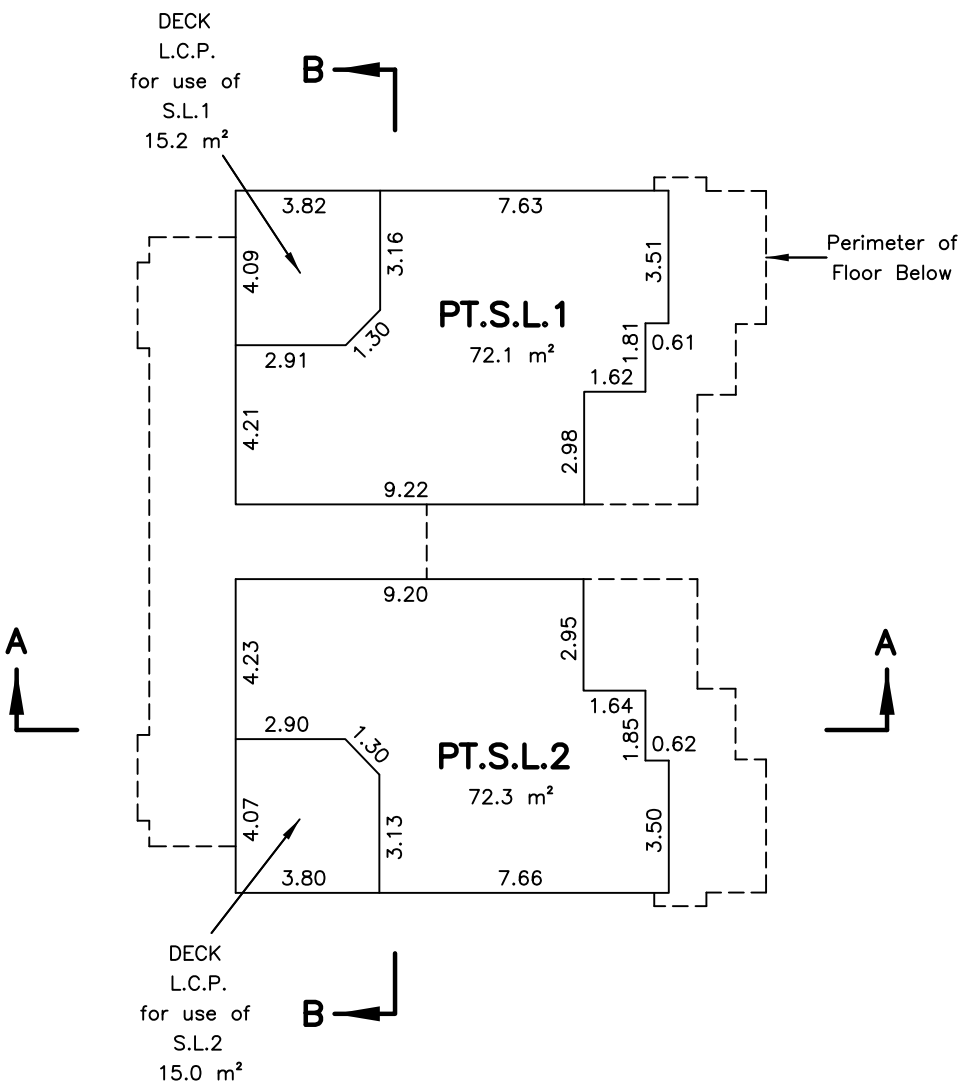 DECK
L.C.P.
for use of
S.L.1
15.2 m²
B
3.82
7.63
4.09
3.16
3.51
Perimeter of
Floor Below
PT.S.L.1
72.1 m²
1.30
2.91
1.81
0.61
1.62
4.21
2.98
9.22
9.20
A
A
4.23
2.95
1.64
2.90
1.30
1.85
0.62
PT.S.L.2
72.3 m²
4.07
3.13
3.50
3.80
7.66
DECK
L.C.P.
for use of
S.L.2
15.0 m²
B